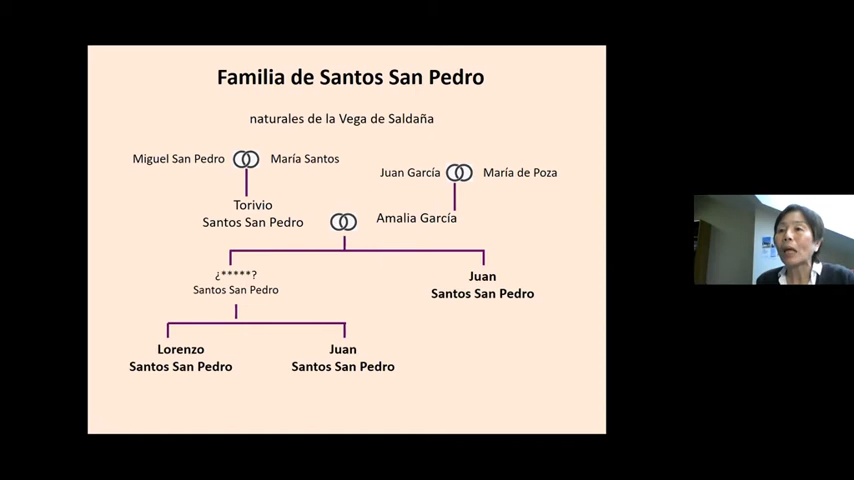 Familia de Santos San Pedro
naturales de la Vega de Saldaña
Miguel San Pedro
María Santos
Juan García
María de Poza
Torivio
Santos San Pedro
Amalia García
¿*****?
Santos San Pedro
Juan
Santos San Pedro
Lorenzo
Santos San Pedro
Juan
Santos San Pedro